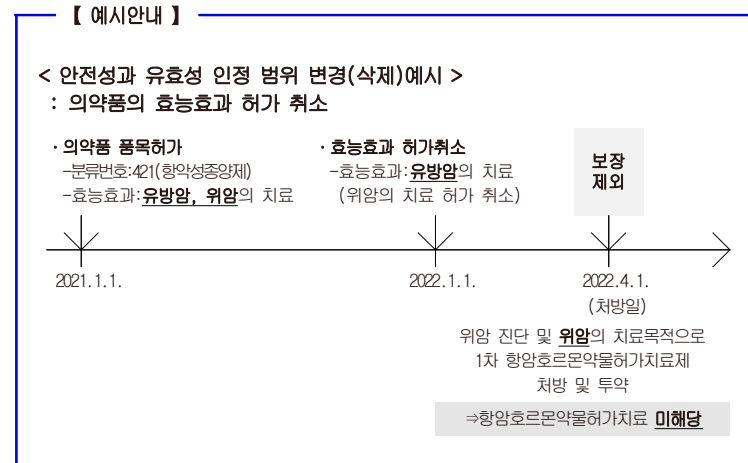 【 예시안내 】
< 안전성과 유효성 인정 범위 변경(삭제)예시 >
: 의약품의 효능효과 허가 취소
· 의약품 품목허가
-분류번호:421(항악성종양제)
-효능효과:유방암, 위암의 치료
· 효능효과 허가취소
-효능효과:유방암의 치료
(위암의 치료 허가 취소)
보장
제외
2021.1.1.
2022.1.1.
2022.4.1.
(처방일)
위암 진단 및 위암의 치료목적으로
1차 항암호르몬약물허가치료제
처방 및 투약
⇒항암호르몬약물허가치료 미해당